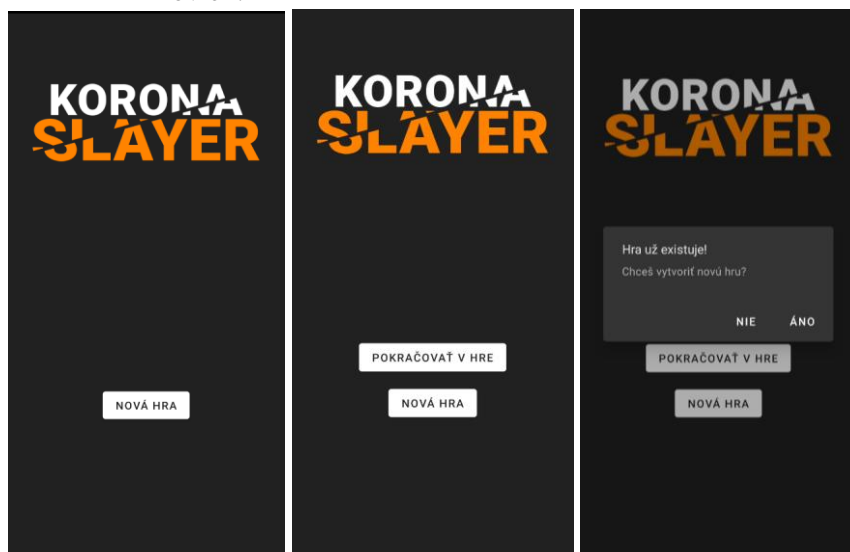 KORONA
SLAYER
NOVÁ HRA
KORONA
SLAYER
POKRAČOVAŤ V HRE
NOVÁ HRA
KORONA
SLAYER
Hra už existuje!
Chceš vytvoriť novú hru?
NIE ÁNO
POKRAČOVAŤ V HRE
NOVÁ HRA